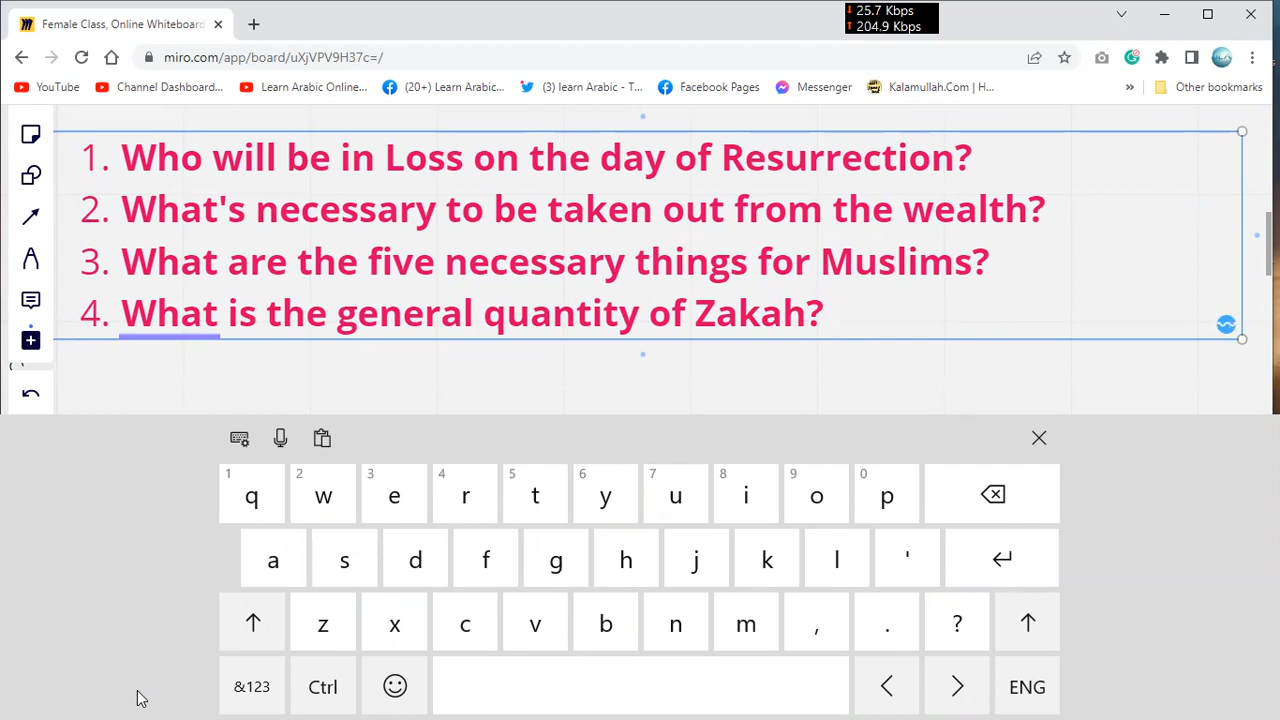 25.7 Kbps
204.9 Kbps
Female Class, Online Whiteboard
miro.com/app/board/uXjVPV9H37c=/
YouTube
Channel Dashboard...
Learn Arabic Online...
(20+) Learn Arabic...
(3) learn Arabic - T...
Facebook Pages
Messenger
Kalamullah.Com | H...
Other bookmarks
1. Who will be in Loss on the day of Resurrection?
2. What's necessary to be taken out from the wealth?
3. What are the five necessary things for Muslims?
4. What is the general quantity of Zakah?
1 2 3 4 5 6 7 8 9 0
q w e r t y u i o p
a s d f g h j k l '
z x c v b n m , . ?
&123 Ctrl ENG